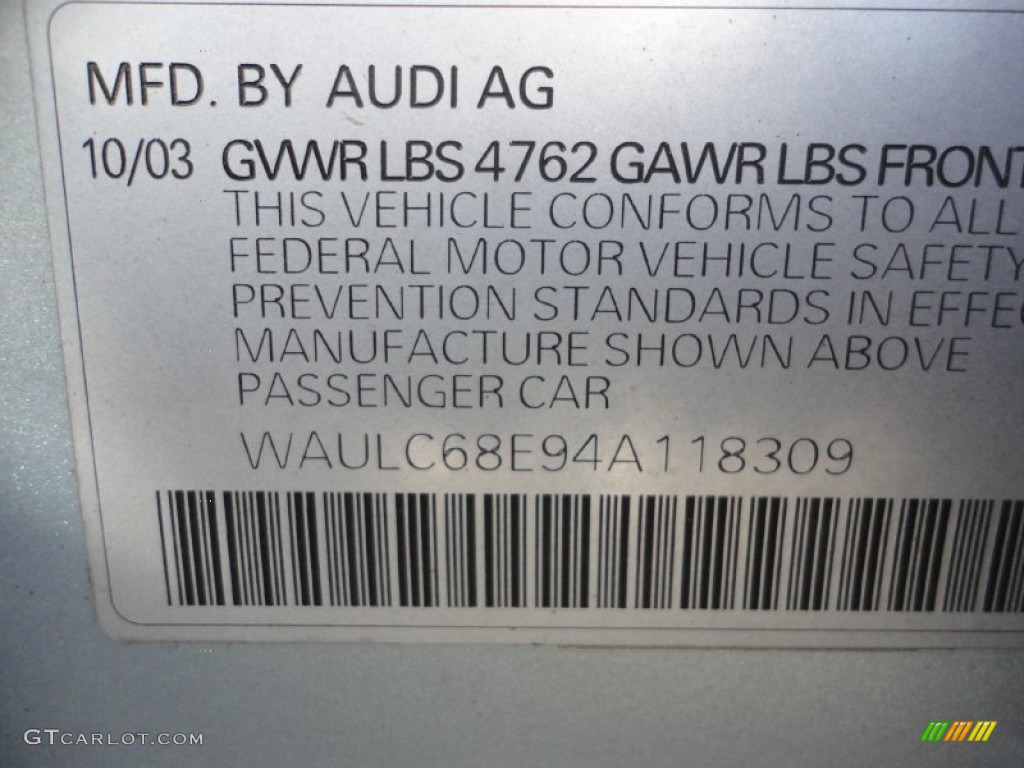 MFD. BY AUDI AG
10/03 GVWR LBS 4762 GAWR LBS FRONT
THIS VEHICLE CONFORMS TO ALL
FEDERAL MOTOR VEHICLE SAFETY
PREVENTION STANDARDS IN EFFEC
MANUFACTURE SHOWN ABOVE
PASSENGER CAR
WAULC68E94A118309
GTCARLOT.COM